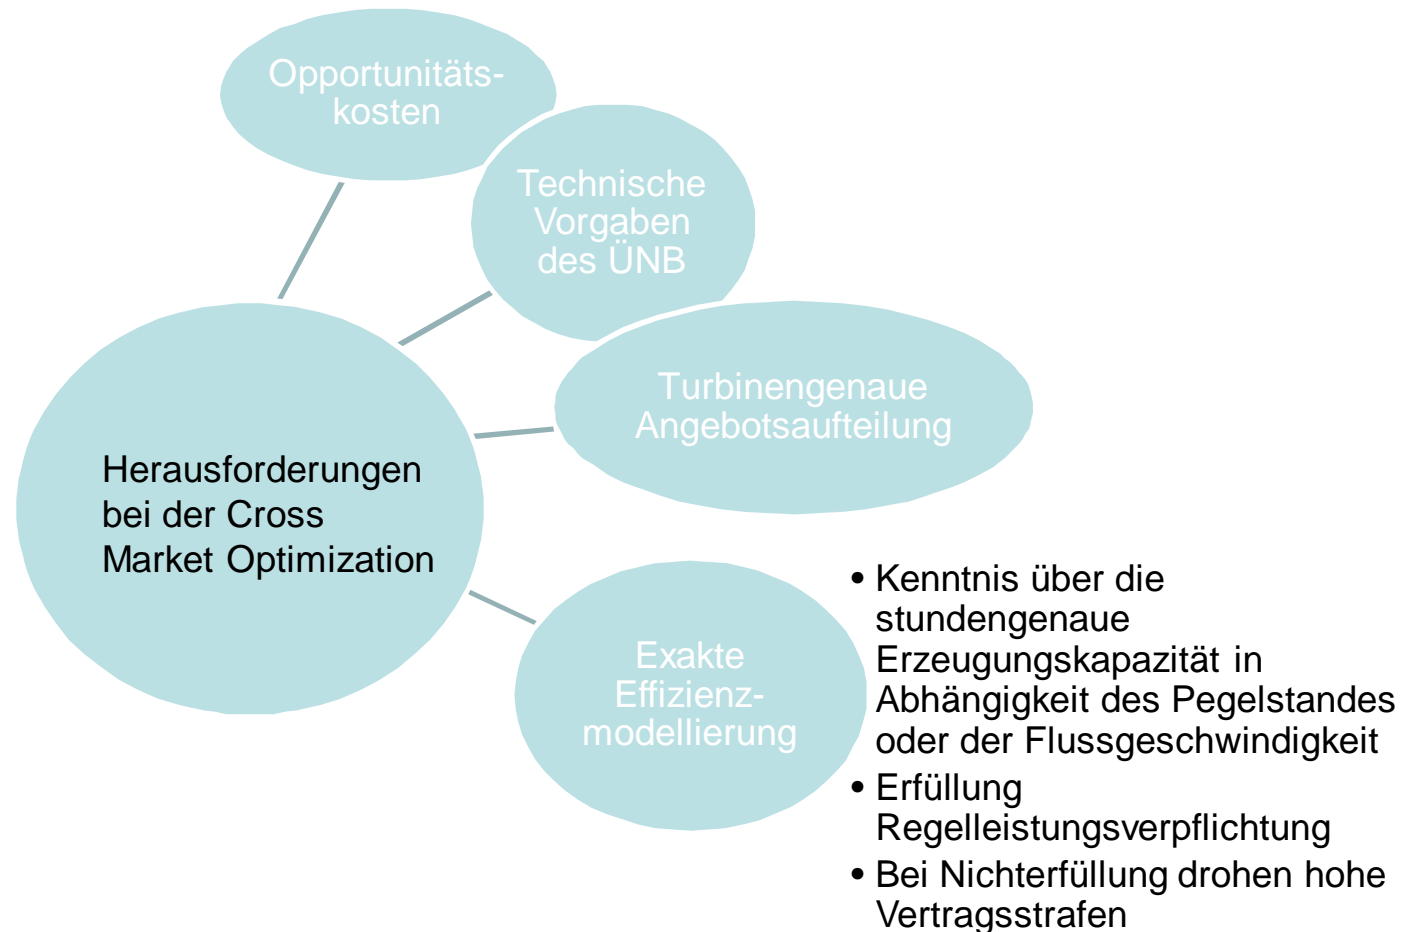 Opportunitäts-
kosten
Technische
Vorgaben
des ÜNB
Turbinengenaue
Angebotsaufteilung
Herausforderungen
bei der Cross
Market Optimization
Exakte
Effizienz-
modellierung
• Kenntnis über die
stundengenaue
Erzeugungskapazität in
Abhängigkeit des Pegelstandes
oder der Flussgeschwindigkeit
• Erfüllung
Regelleistungsverpflichtung
• Bei Nichterfüllung drohen hohe
Vertragsstrafen